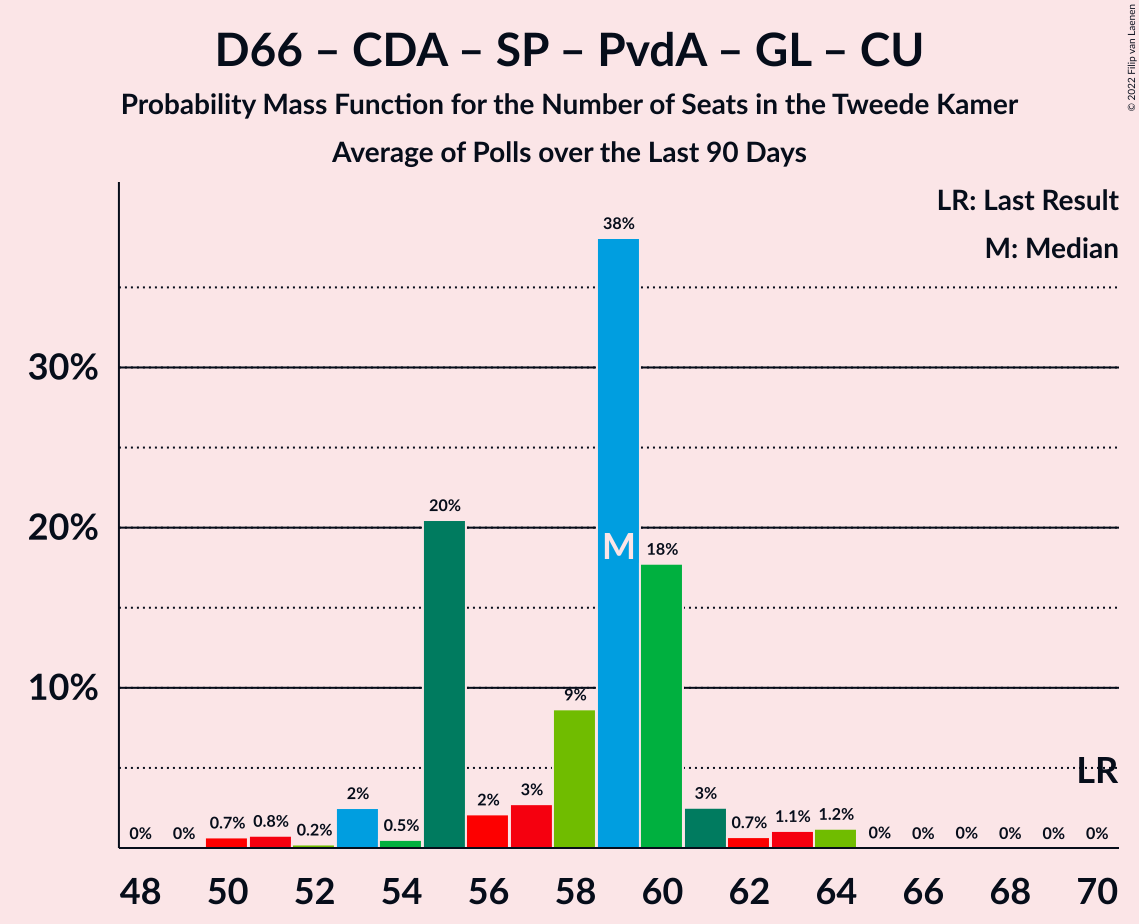 D66 – CDA – SP – PvdA – GL – CU
Probability Mass Function for the Number of Seats in the Tweede Kamer
Average of Polls over the Last 90 Days
© 2022 Filip van Laenen
LR: Last Result
M: Median
30%
20%
10%
0% 0% 0.7% 0.8% 0.2% 2% 0.5% 20% 2% 3% 9% 38% 18% 3% 0.7% 1.1% 1.2% 0% 0% 0% 0% 0% 0%
M
LR
48 50 52 54 56 58 60 62 64 66 68 70